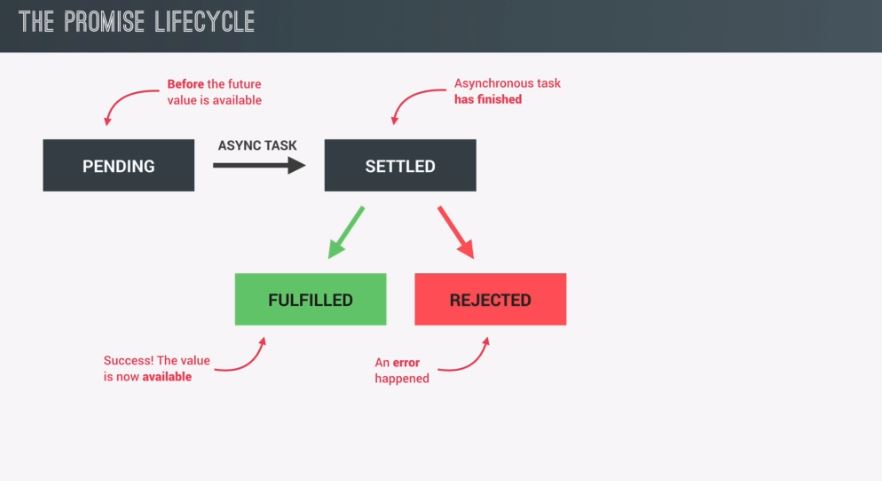 THE PROMISE LIFECYCLE
Before the future
value is available
Asynchronous task
has finished
PENDING
ASYNC TASK
SETTLED
FULFILLED
REJECTED
Success! The value
is now available
An error
happened